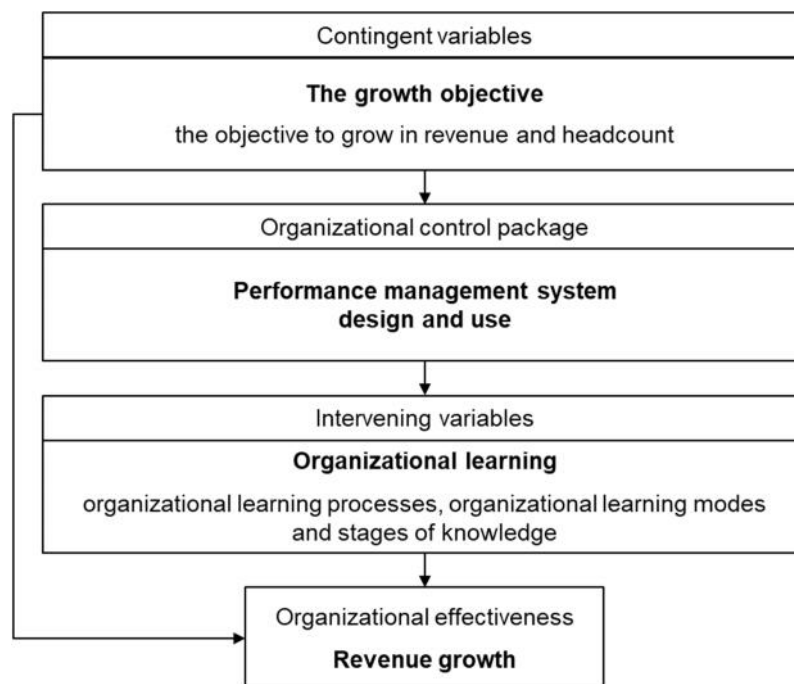 Contingent variables
The growth objective
the objective to grow in revenue and headcount
Organizational control package
Performance management system
design and use
Intervening variables
Organizational learning
organizational learning processes, organizational learning modes
and stages of knowledge
Organizational effectiveness
Revenue growth